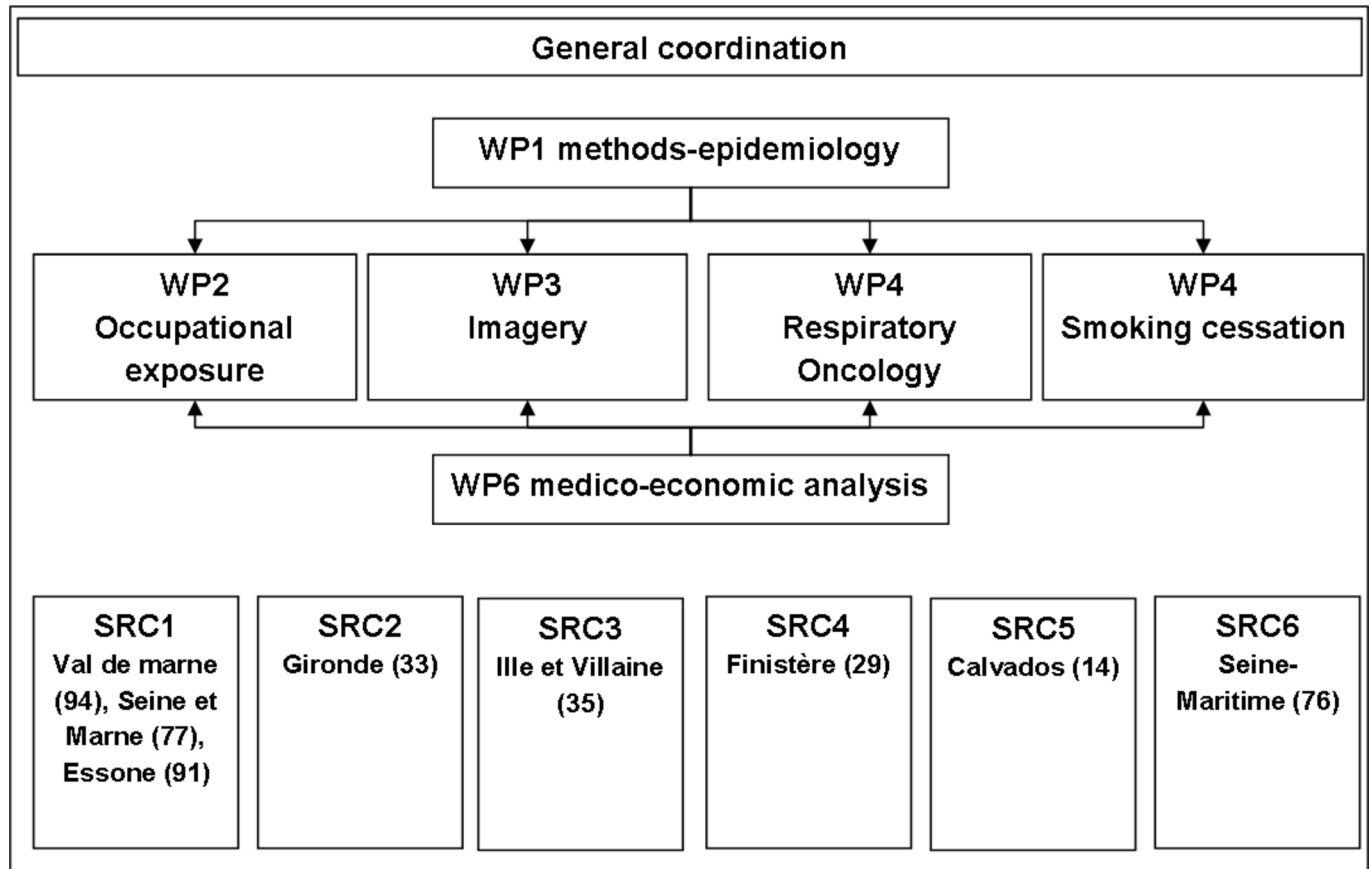 General coordination
WP1 methods-epidemiology
WP2
Occupational
exposure
WP3
Imagery
WP4
Respiratory
Oncology
WP4
Smoking cessation
WP6 medico-economic analysis
SRC1
Val de marne
(94), Seine et
Marne (77),
Essone (91)
SRC2
Gironde (33)
SRC3
Ille et Villaine
(35)
SRC4
Finistère (29)
SRC5
Calvados (14)
SRC6
Seine-
Maritime (76)